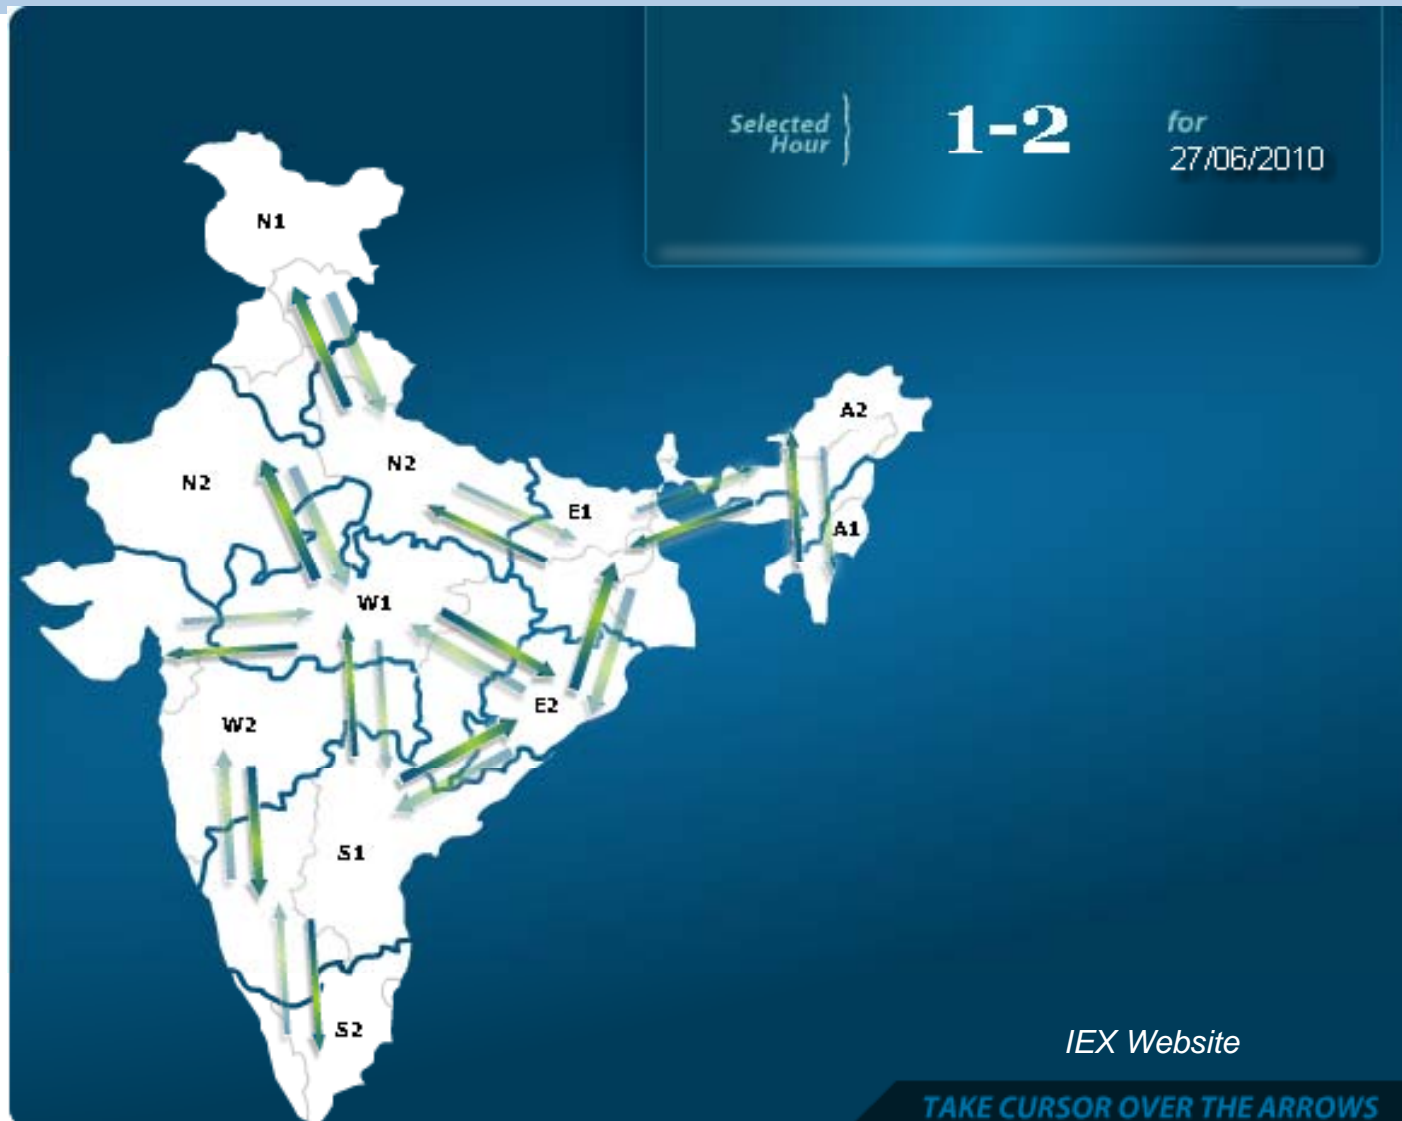 Selected
Hour
1-2
for
27/06/2010
N1
A2
N2
N2
E1
A1
W1
E2
W2
S1
S2
IEX Website
TAKE CURSOR OVER THE ARROWS